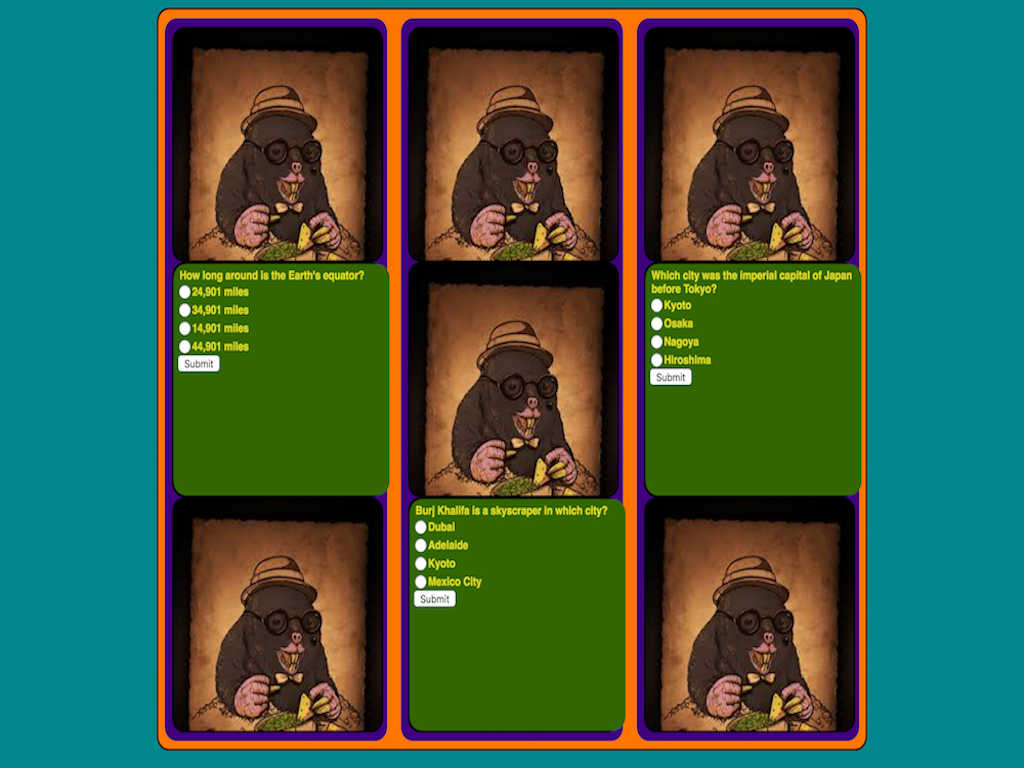 How long around is the Earth's equator?
24,901 miles
34,901 miles
14,901 miles
44,901 miles
Submit
Which city was the imperial capital of Japan
before Tokyo?
Kyoto
Osaka
Nagoya
Hiroshima
Submit
Burj Khalifa is a skyscraper in which city?
Dubai
Adelaide
Kyoto
Mexico City
Submit